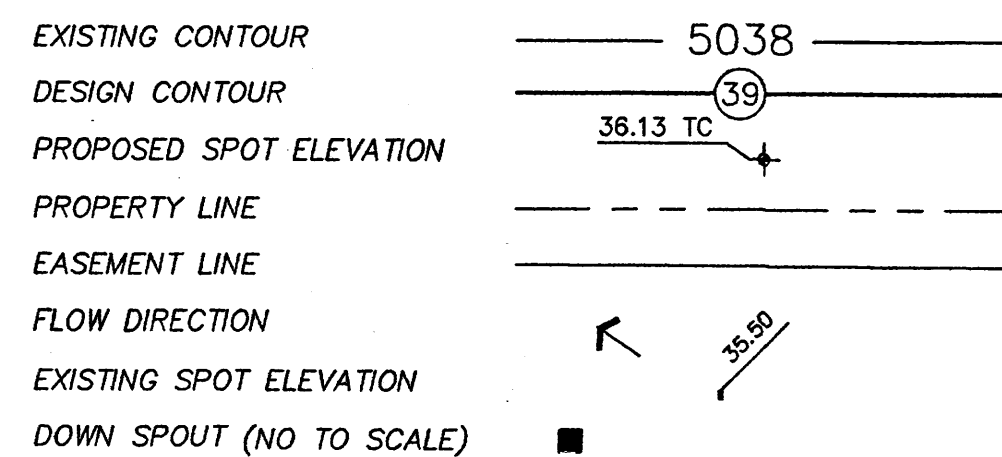 EXISTING CONTOUR 5038
DESIGN CONTOUR 39
36.13 TC
PROPOSED SPOT ELEVATION
PROPERTY LINE
EASEMENT LINE
FLOW DIRECTION
35.50
EXISTING SPOT ELEVATION
DOWN SPOUT (NO TO SCALE)